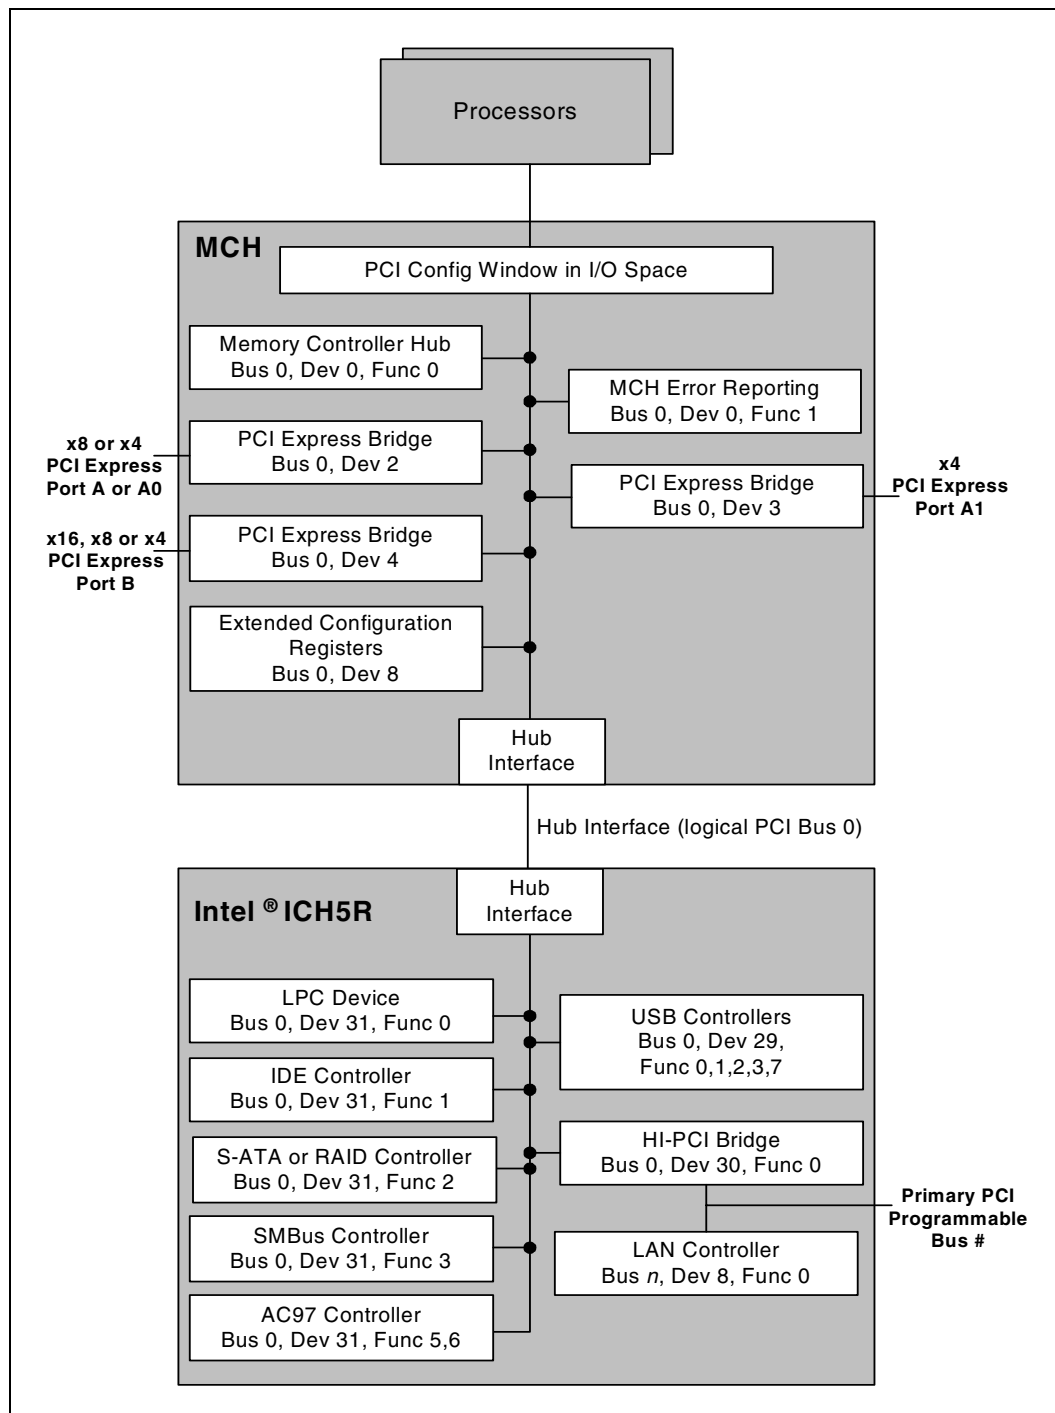 Processors
MCH
PCI Config Window in I/O Space
Memory Controller Hub
Bus 0, Dev 0, Func 0
MCH Error Reporting
Bus 0, Dev 0, Func 1
x8 or x4
PCI Express
Port A or A0
PCI Express Bridge
Bus 0, Dev 2
PCI Express Bridge
Bus 0, Dev 3
x4
PCI Express
Port A1
x16, x8 or x4
PCI Express
Port B
PCI Express Bridge
Bus 0, Dev 4
Extended Configuration
Registers
Bus 0, Dev 8
Hub
Interface
Hub Interface (logical PCI Bus 0)
Hub
Interface
Intel ® ICH5R
LPC Device
Bus 0, Dev 31, Func 0
USB Controllers
Bus 0, Dev 29,
Func 0,1,2,3,7
IDE Controller
Bus 0, Dev 31, Func 1
HI-PCI Bridge
Bus 0, Dev 30, Func 0
S-ATA or RAID Controller
Bus 0, Dev 31, Func 2
Primary PCI
Programmable
Bus #
SMBus Controller
Bus 0, Dev 31, Func 3
LAN Controller
Bus n, Dev 8, Func 0
AC97 Controller
Bus 0, Dev 31, Func 5,6